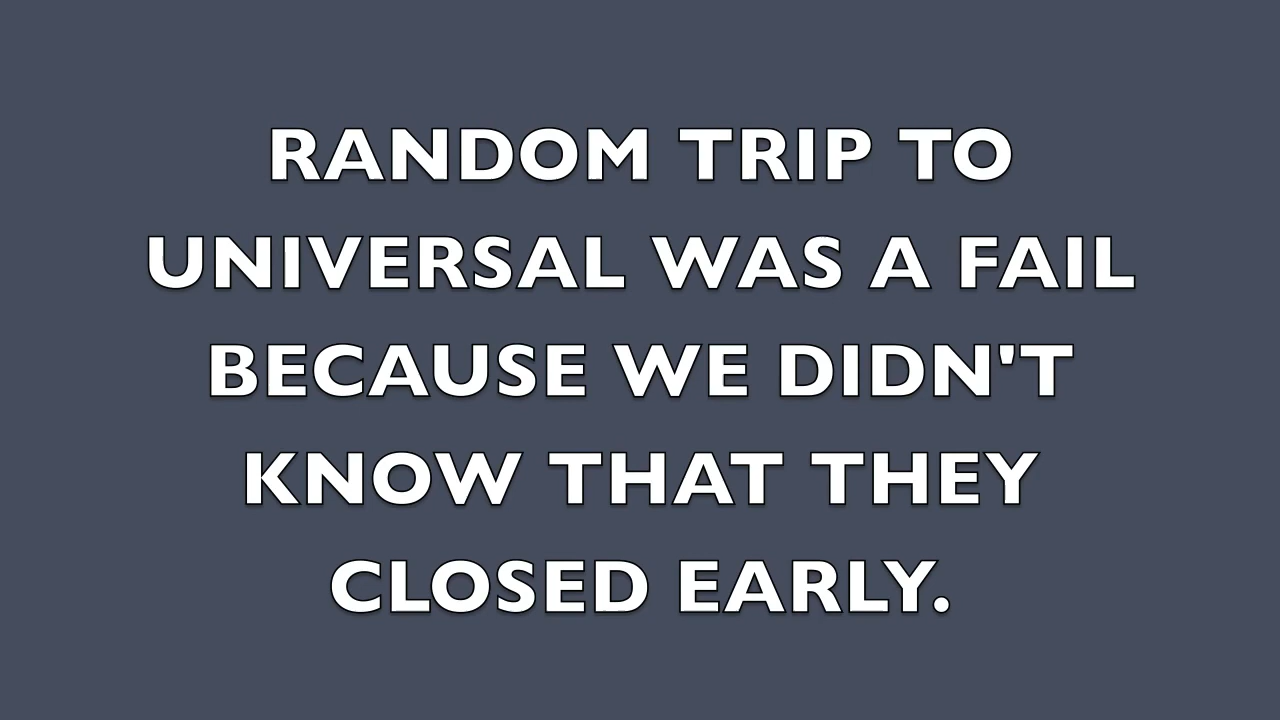 RANDOM TRIP TO
UNIVERSAL WAS A FAIL
BECAUSE WE DIDN'T
KNOW THAT THEY
CLOSED EARLY.